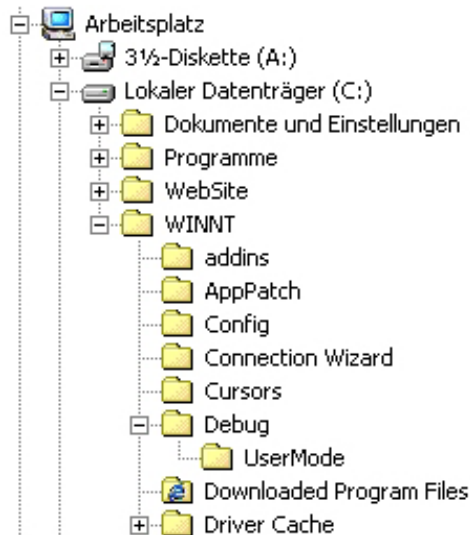 Arbeitsplatz
3½-Diskette (A:)
Lokaler Datenträger (C:)
Dokumente und Einstellungen
Programme
WebSite
WINNT
addins
AppPatch
Config
Connection Wizard
Cursors
Debug
UserMode
Downloaded Program Files
Driver Cache